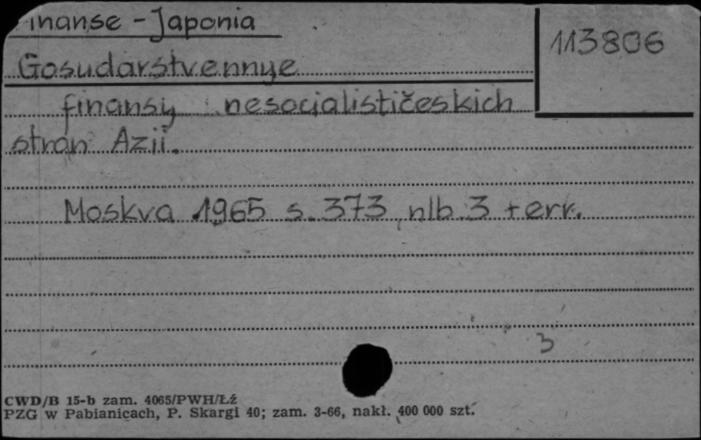 Finanse - Japonia
113806
Gosudarstvennye
finansy nesocialističeskich
stran Azii.
Moskva 1965 s. 373, nlb. 3 + err.
3
CWD/B 15-b zam. 4065/PWH/Łź
PZG w Pabianicach, P. Skargi 40; zam. 3-66, nakł. 400 000 szt.